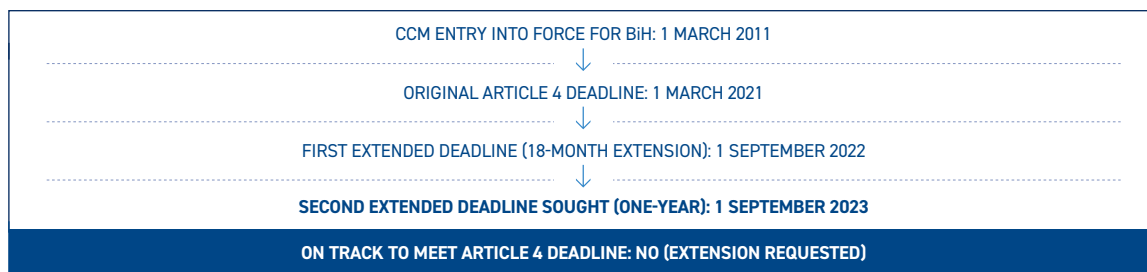 CCM ENTRY INTO FORCE FOR BiH: 1 MARCH 2011
ORIGINAL ARTICLE 4 DEADLINE: 1 MARCH 2021
FIRST EXTENDED DEADLINE (18-MONTH EXTENSION): 1 SEPTEMBER 2022
SECOND EXTENDED DEADLINE SOUGHT (ONE-YEAR): 1 SEPTEMBER 2023
ON TRACK TO MEET ARTICLE 4 DEADLINE: NO (EXTENSION REQUESTED)